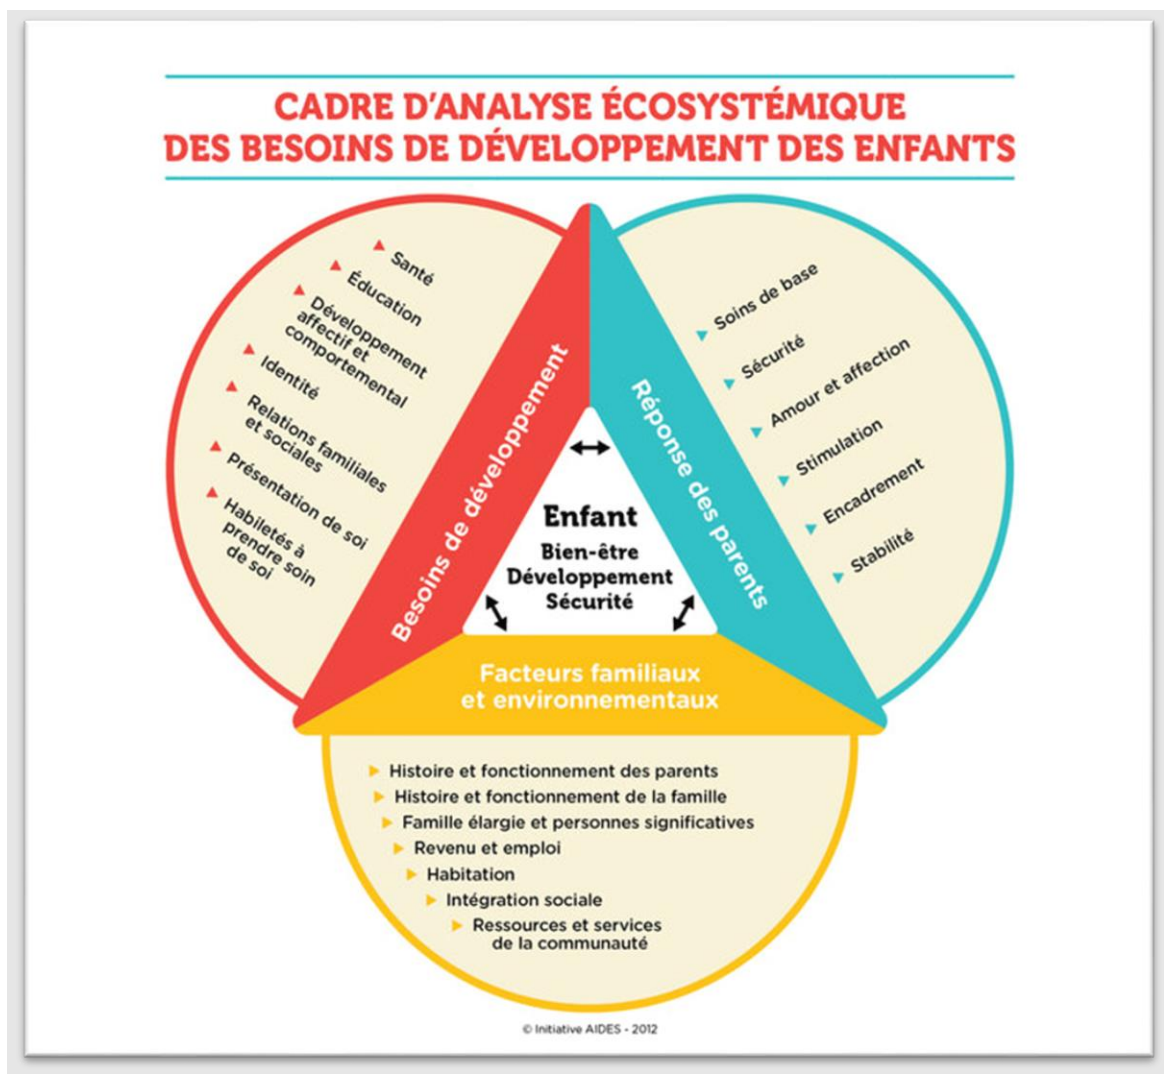 CADRE D'ANALYSE ÉCOSYSTÉMIQUE
DES BESOINS DE DÉVELOPPEMENT DES ENFANTS
Santé
Éducation
Développement
affectif et
comportemental
Identité
Relations familiales
et sociales
Présentation de soi
Habiletés à
prendre soin
de soi
Besoins de développement
Réponse des parents
Soins de base
Sécurité
Amour et affection
Stimulation
Encadrement
Stabilité
Enfant
Bien-être
Développement
Sécurité
Facteurs familiaux
et environnementaux
Histoire et fonctionnement des parents
Histoire et fonctionnement de la famille
Famille élargie et personnes significatives
Revenu et emploi
Habitation
Intégration sociale
Ressources et services
de la communauté
© Initiative AIDES - 2012